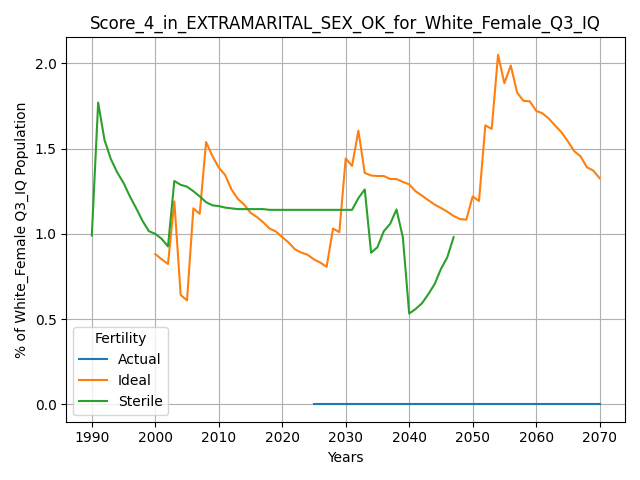 Score_4_in_EXTRAMARITAL_SEX_OK_for_White_Female_Q3_IQ
% of White_Female Q3_IQ Population
2.0
1.5
1.0
0.5
0.0
Fertility
Actual
Ideal
Sterile
1990 2000 2010 2020 2030 2040 2050 2060 2070
Years